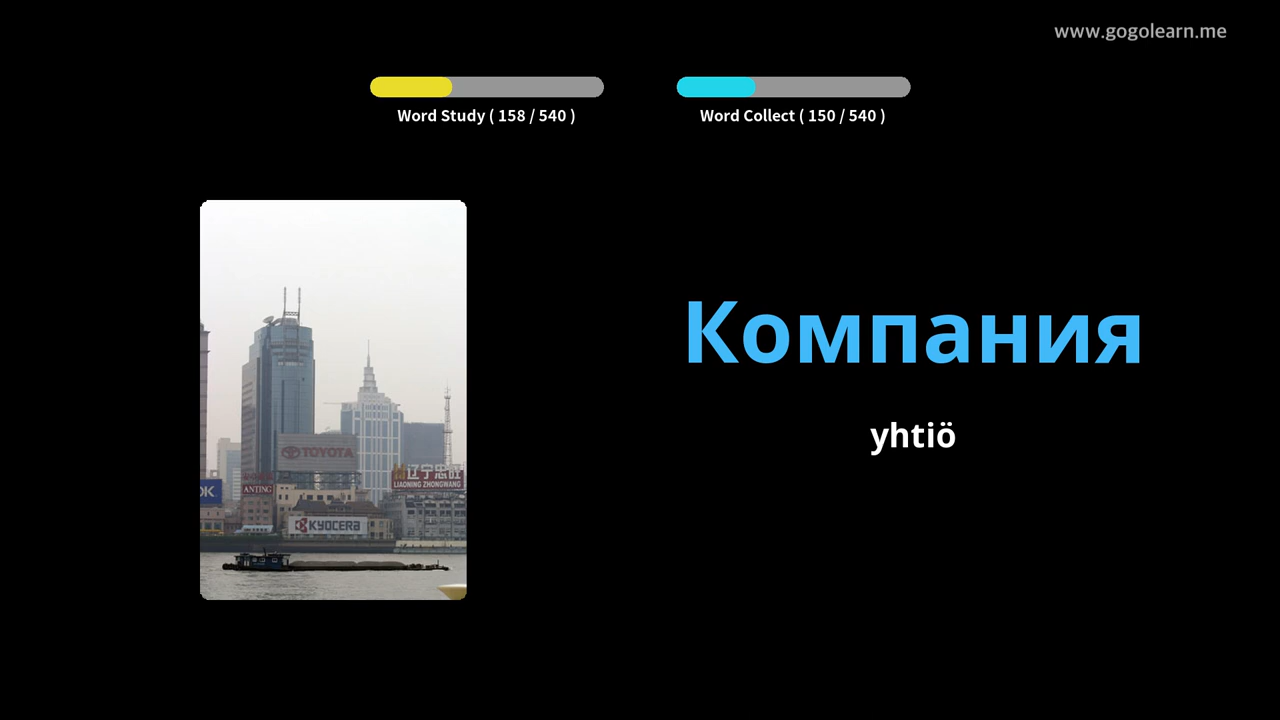 www.gogolearn.me
Word Study ( 158 / 540 )
Word Collect ( 150 / 540 )
Компания
yhtiö
TOYOTA
辽宁忠旺
LIAONING ZHONGWANG
OK
ANTING
KYOCERA